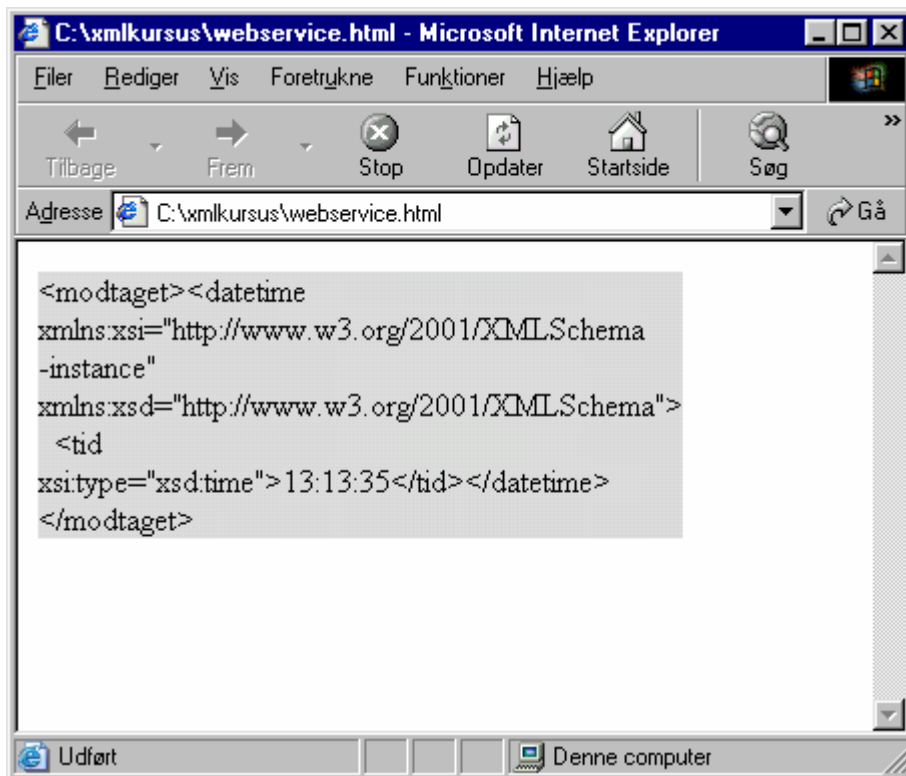 C:\xmlkursus\webservice.html - Microsoft Internet Explorer
Filer Rediger Vis Foretrukne Funktioner Hjælp
Tilbage Frem Stop Opdater Startside Søg »
Adresse C:\xmlkursus\webservice.html Gå
<modtaget><datetime
xmlns:xsi="http://www.w3.org/2001/XMLSchema
-instance"
xmlns:xsd="http://www.w3.org/2001/XMLSchema">
<tid
xsi:type="xsd:time">13:13:35</tid></datetime>
</modtaget>
Udført Denne computer